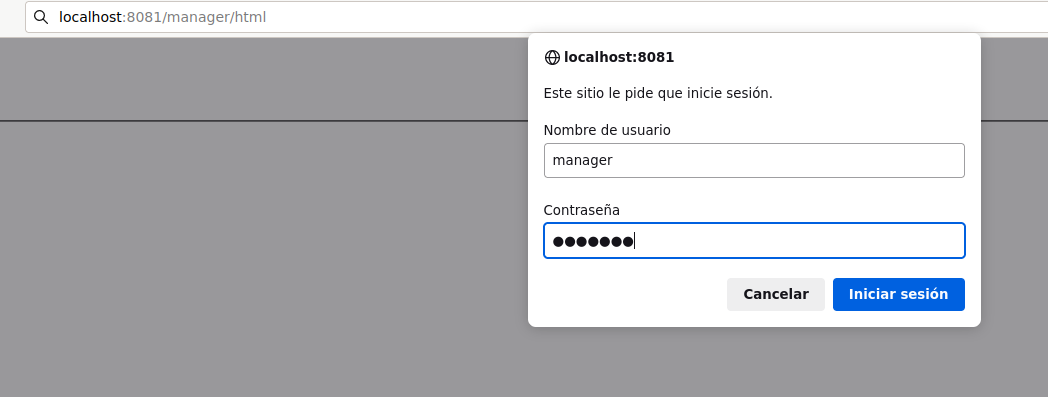 localhost:8081/manager/html
localhost:8081
Este sitio le pide que inicie sesión.
Nombre de usuario
manager
Contraseña
●●●●●●●
Cancelar
Iniciar sesión